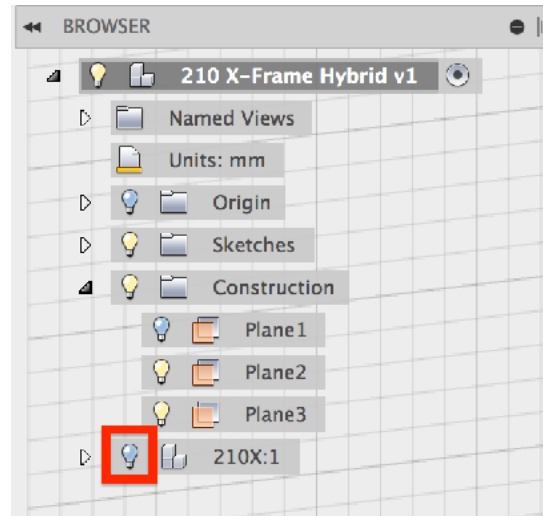 BROWSER
210 X-Frame Hybrid v1
Named Views
Units: mm
Origin
Sketches
Construction
Plane1
Plane2
Plane3
210X:1